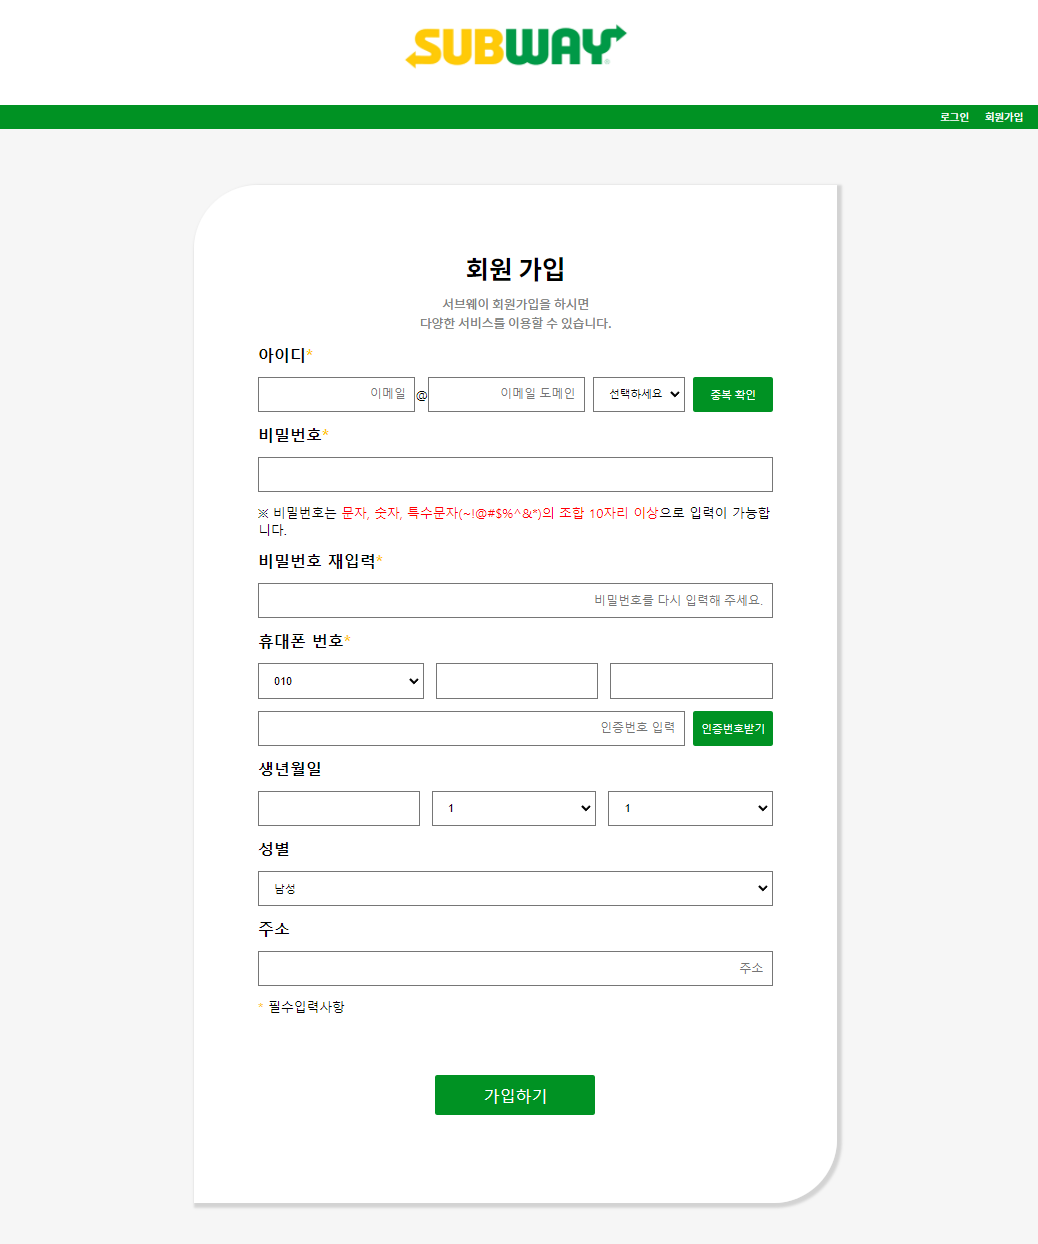 SUBWAY®
로그인 회원가입
회원 가입
서브웨이 회원가입을 하시면
다양한 서비스를 이용할 수 있습니다.
아이디*
이메일 @ 이메일 도메인 선택하세요 중복 확인
비밀번호*
※ 비밀번호는 문자, 숫자, 특수문자(~!@#$%^&*)의 조합 10자리 이상으로 입력이 가능합
니다.
비밀번호 재입력*
비밀번호를 다시 입력해 주세요.
휴대폰 번호*
010
인증번호 입력 인증번호받기
생년월일
1 1
성별
남성
주소
주소
* 필수입력사항
가입하기